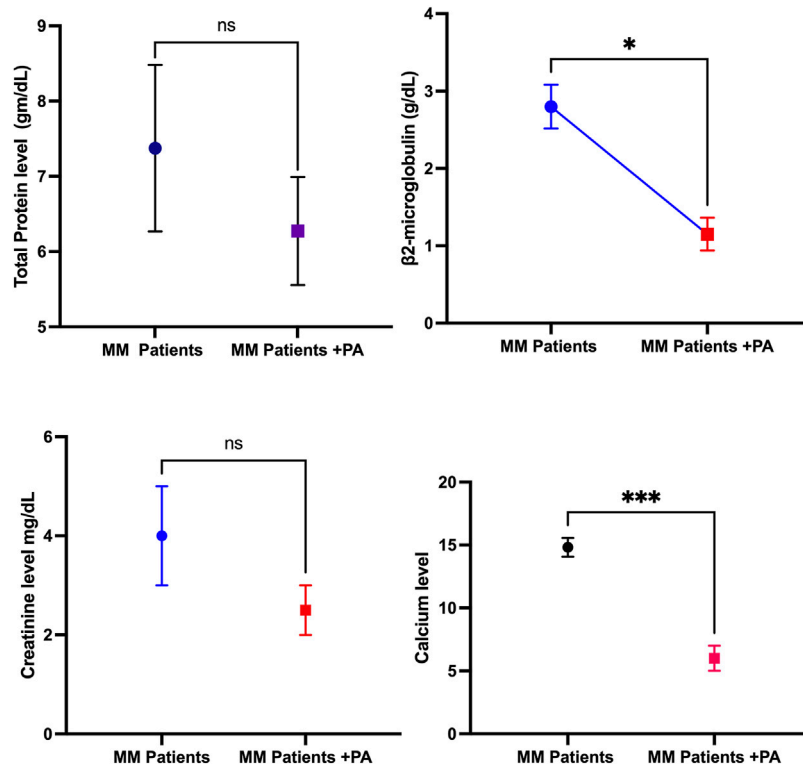 ns
Total Protein level (gm/dL)
9
8
7
6
5
MM Patients
MM Patients +PA
*
β2-microglobulin (g/dL)
4
3
2
1
0
MM Patients
MM Patients +PA
ns
Creatinine level mg/dL
6
4
2
0
MM Patients
MM Patients +PA
***
Calcium level
20
15
10
5
0
MM Patients
MM Patients +PA